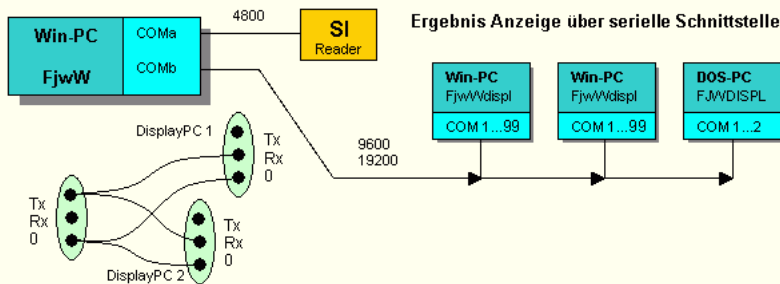 4800
Ergebnis Anzeige über serielle Schnittstelle
Win-PC
FjwW
COMa
COMb
SI
Reader
Win-PC
FjwWdispl
COM 1...99
Win-PC
FjwWdispl
COM 1...99
DOS-PC
FJWDISPL
COM 1...2
DisplayPC 1
Tx
Rx
0
9600
19200
Tx
Rx
0
Tx
Rx
0
DisplayPC 2